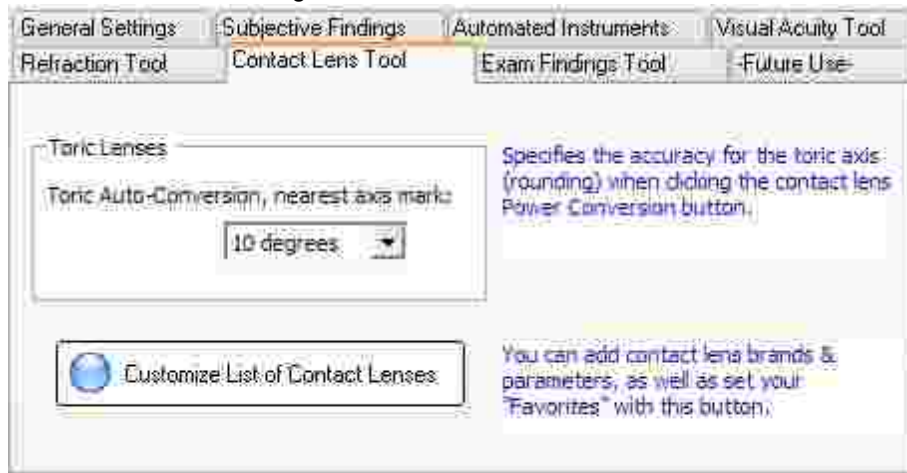 General Settings Subjective Findings Automated Instruments Visual Acuity Tool
Refraction Tool Contact Lens Tool Exam Findings Tool -Future Use-
Toric Lenses
Toric Auto-Conversion, nearest axis mark:
10 degrees
Specifies the accuracy for the toric axis
(rounding) when clicking the contact lens
Power Conversion button.
Customize List of Contact Lenses
You can add contact lens brands &
parameters, as well as set your
"Favorites" with this button.